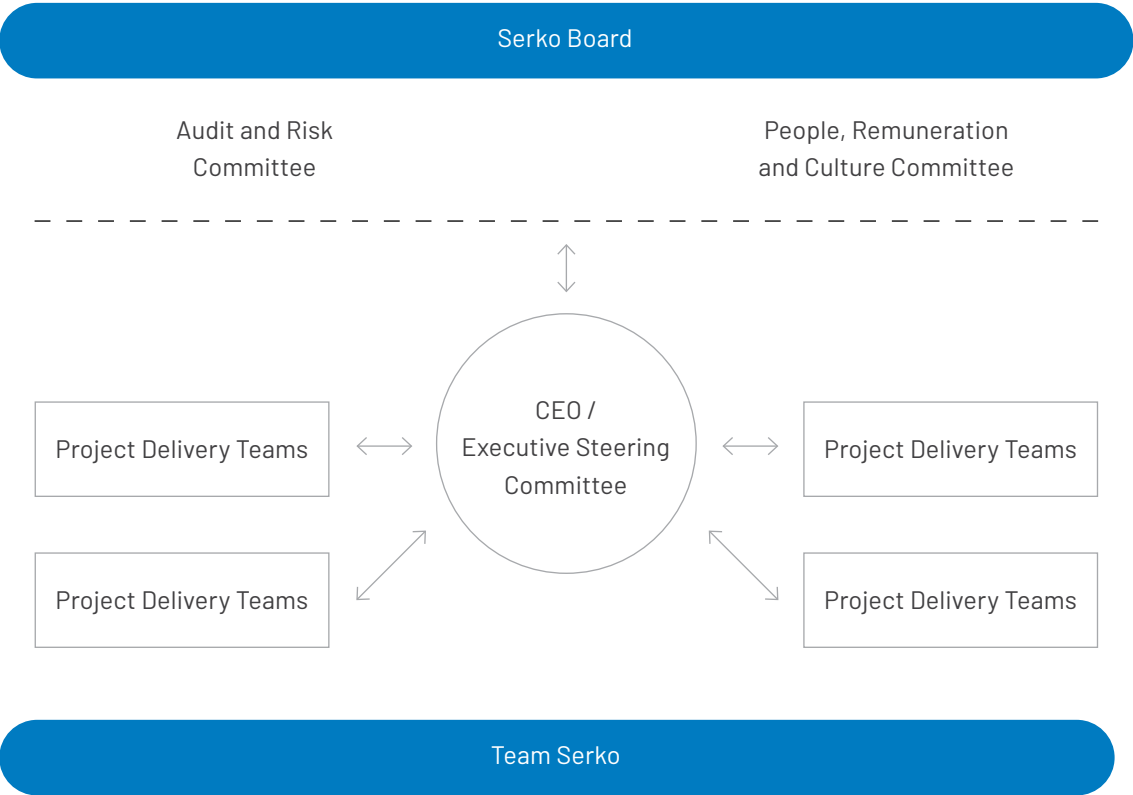 Serko Board
Audit and Risk
Committee
People, Remuneration
and Culture Committee
CEO /
Executive Steering
Committee
Project Delivery Teams
Project Delivery Teams
Project Delivery Teams
Project Delivery Teams
Team Serko